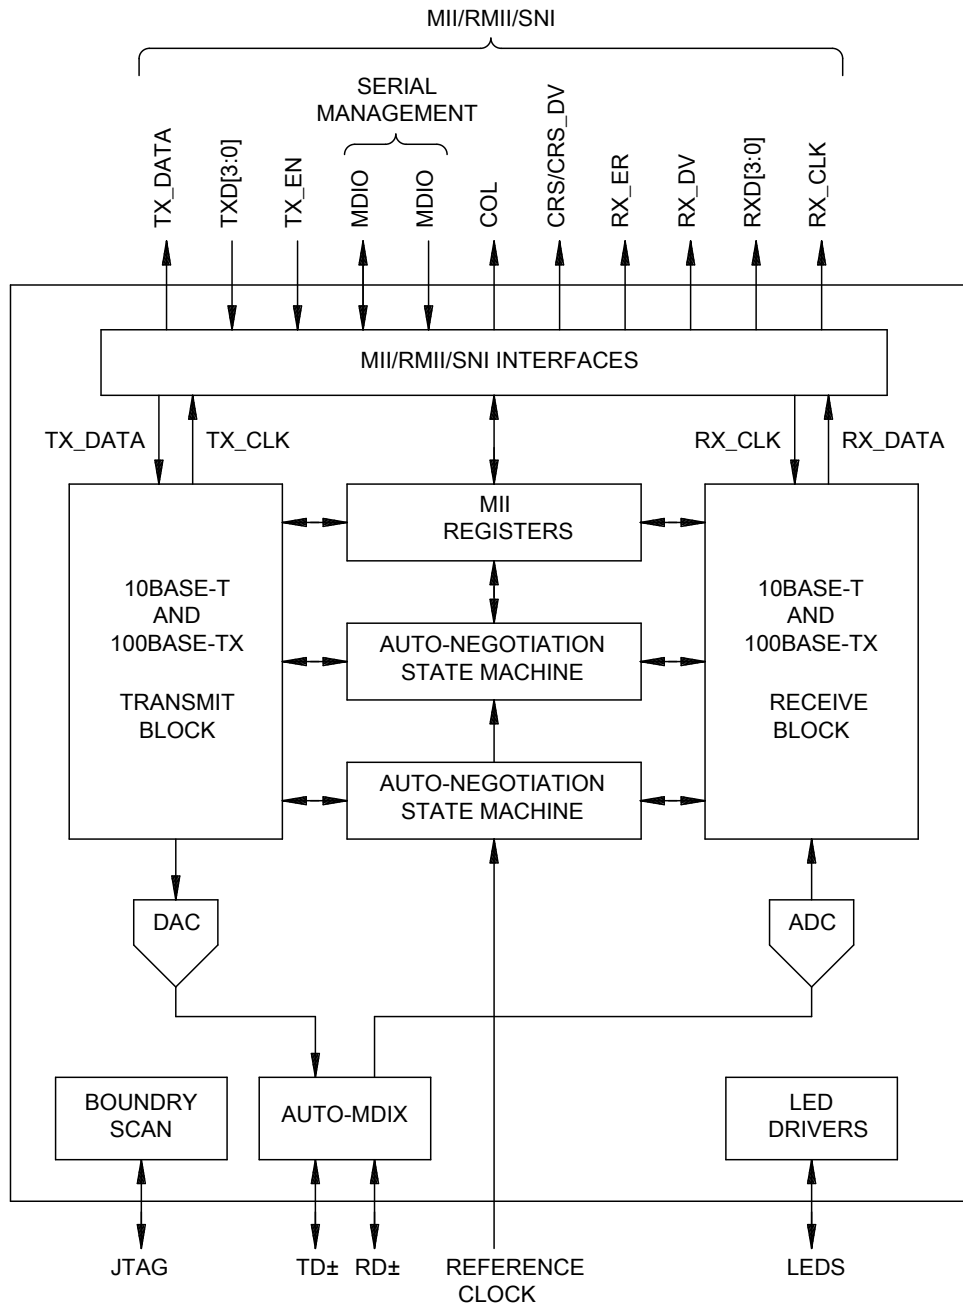 MII/RMII/SNI
SERIAL
MANAGEMENT
TX_DATA
TXD[3:0]
TX_EN
MDIO
MDIO
COL
CRS/CRS_DV
RX_ER
RX_DV
RXD[3:0]
RX_CLK
MII/RMII/SNI INTERFACES
TX_DATA
TX_CLK
RX_CLK
RX_DATA
MII
REGISTERS
10BASE-T
AND
100BASE-TX
TRANSMIT
BLOCK
AUTO-NEGOTIATION
STATE MACHINE
10BASE-T
AND
100BASE-TX
RECEIVE
BLOCK
AUTO-NEGOTIATION
STATE MACHINE
DAC
ADC
BOUNDRY
SCAN
AUTO-MDIX
LED
DRIVERS
JTAG
TD±
RD±
REFERENCE
CLOCK
LEDS